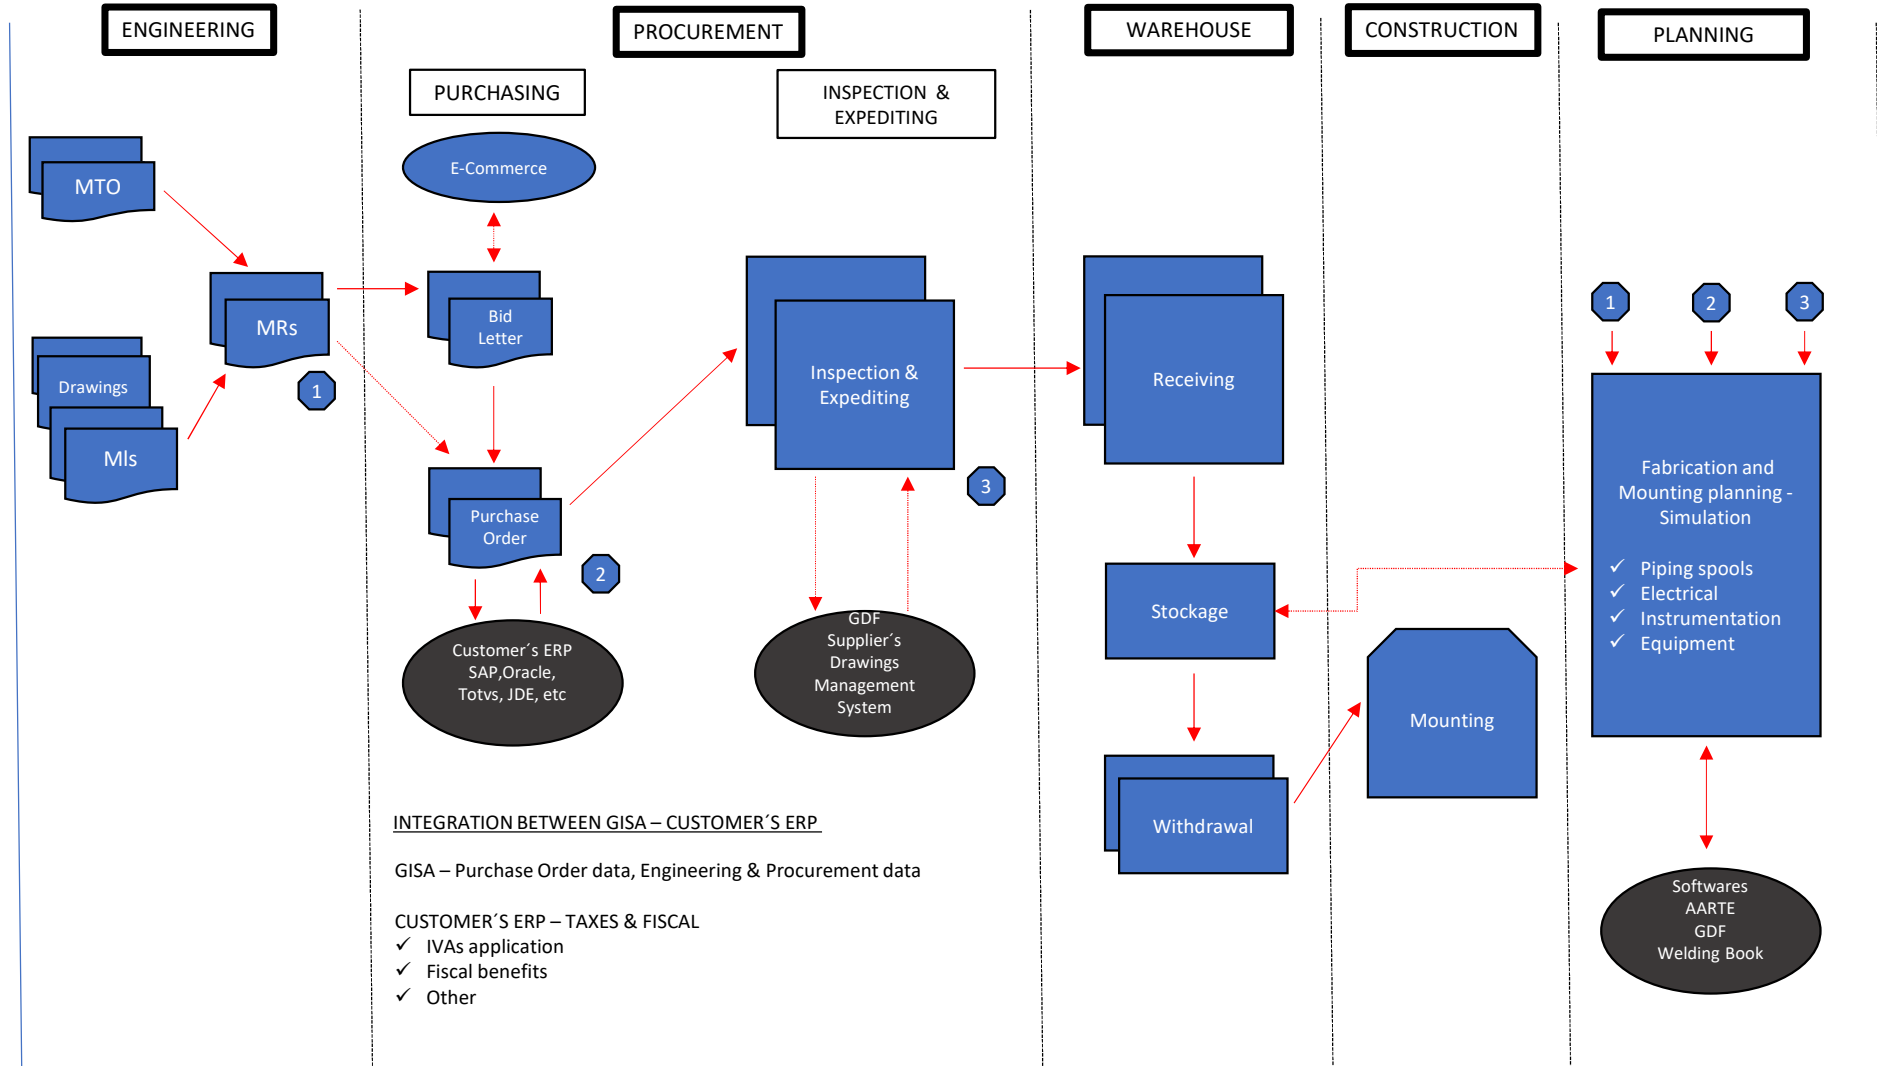 ENGINEERING
PROCUREMENT
WAREHOUSE
CONSTRUCTION
PLANNING
PURCHASING
INSPECTION &
EXPEDITING
E-Commerce
MTO
MRs
Drawings
MIs
1
Bid
Letter
Purchase
Order
2
Customer´s ERP
SAP,Oracle,
Totvs, JDE, etc
Inspection &
Expediting
3
GDF
Supplier´s
Drawings
Management
System
Receiving
Stockage
Withdrawal
Mounting
1
2
3
Fabrication and
Mounting planning -
Simulation
✓ Piping spools
✓ Electrical
✓ Instrumentation
✓ Equipment
Softwares
AARTE
GDF
Welding Book
INTEGRATION BETWEEN GISA – CUSTOMER´S ERP
GISA – Purchase Order data, Engineering & Procurement data
CUSTOMER´S ERP – TAXES & FISCAL
✓ IVAs application
✓ Fiscal benefits
✓ Other